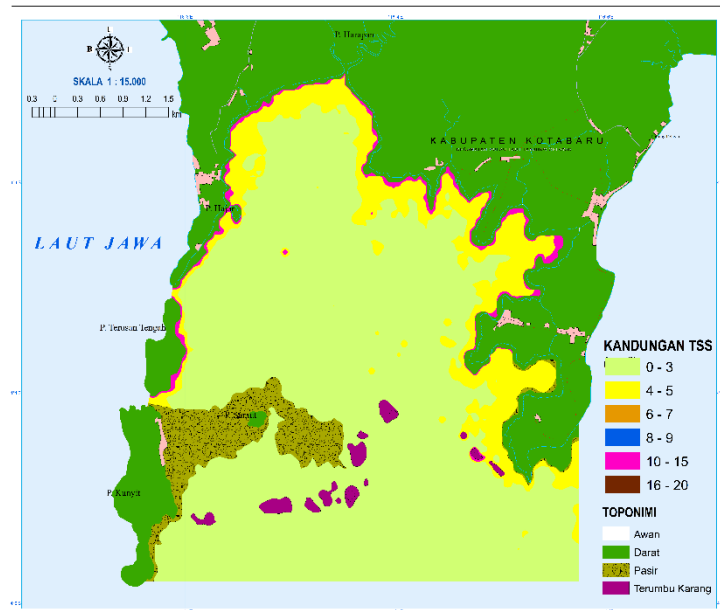 P. Harapan
B
SKALA 1 : 15.000
0.3 0 0.3 0.6 0.9 1.2 1.5
km
KABUPATEN KOTABARU
P. Hajar
LAUT JAWA
P. Terusan Tengah
P. Kunyit
KANDUNGAN TSS
0 - 3
4 - 5
6 - 7
8 - 9
10 - 15
16 - 20
TOPONIMI
Awan
Darat
Pasir
Terumbu Karang